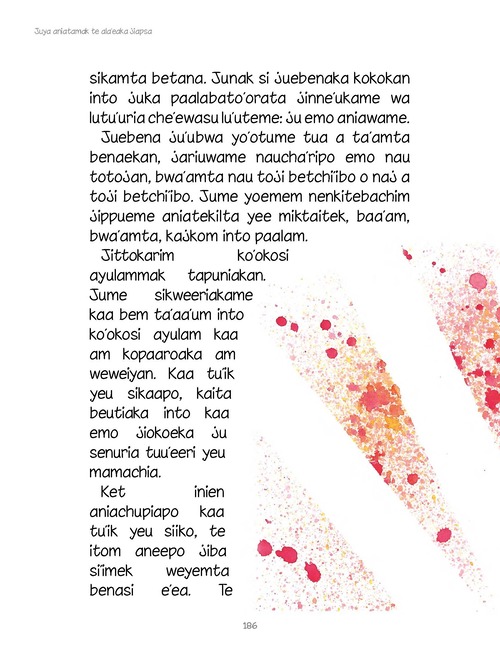 Juya aniatamak te ala'eaka Jiapsa
sikamta betana. Junak si juebenaka kokokan
into juka paalabato'orata jinne'ukame wa
lutu'uria che'ewasu lu'uteme: ju emo aniawame.
Juebena ju'ubwa yo'otume tua a ta'amta
benaekan, jariuwame naucha'ripo emo nau
totojan, bwa'amta nau toji betchi'ibo o naj a
toji betchi'ibo. Jume yoemem nenkitebachim
jippueme aniatekilta yee miktaitek, baa'am,
bwa'amta, kajkom into paalam.
Jittokarim ko'okosi
ayulammak tapuniakan.
Jume sikweeriakame
kaa bem ta'aa'um into
ko'okosi ayulam kaa
am kopaaroaka am
weweiyan. Kaa tu'ik
yeu sikaapo, kaita
beutiaka into kaa
emo jiokoeka ju
senuria tuu'eeri yeu
mamachia.
Ket inien
aniachupiapo kaa
tu'ik yeu siiko, te
itom aneepo jiba
si'imek weyemta
benasi e'ea. Te
186